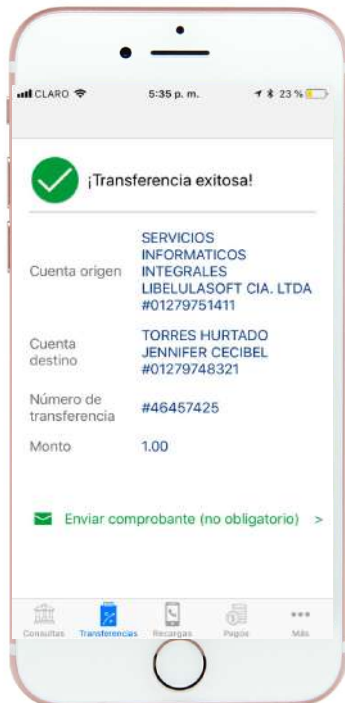 CLARO 5:35 p. m. 23 %
¡Transferencia exitosa!
Cuenta origen
SERVICIOS
INFORMATICOS
INTEGRALES
LIBELULASOFT CIA. LTDA
#01279751411
Cuenta
destino
TORRES HURTADO
JENNIFER CECIBEL
#01279748321
Número de
transferencia
#46457425
Monto
1.00
Enviar comprobante (no obligatorio) >
Consultas Transferencias Recargas Pagos Más